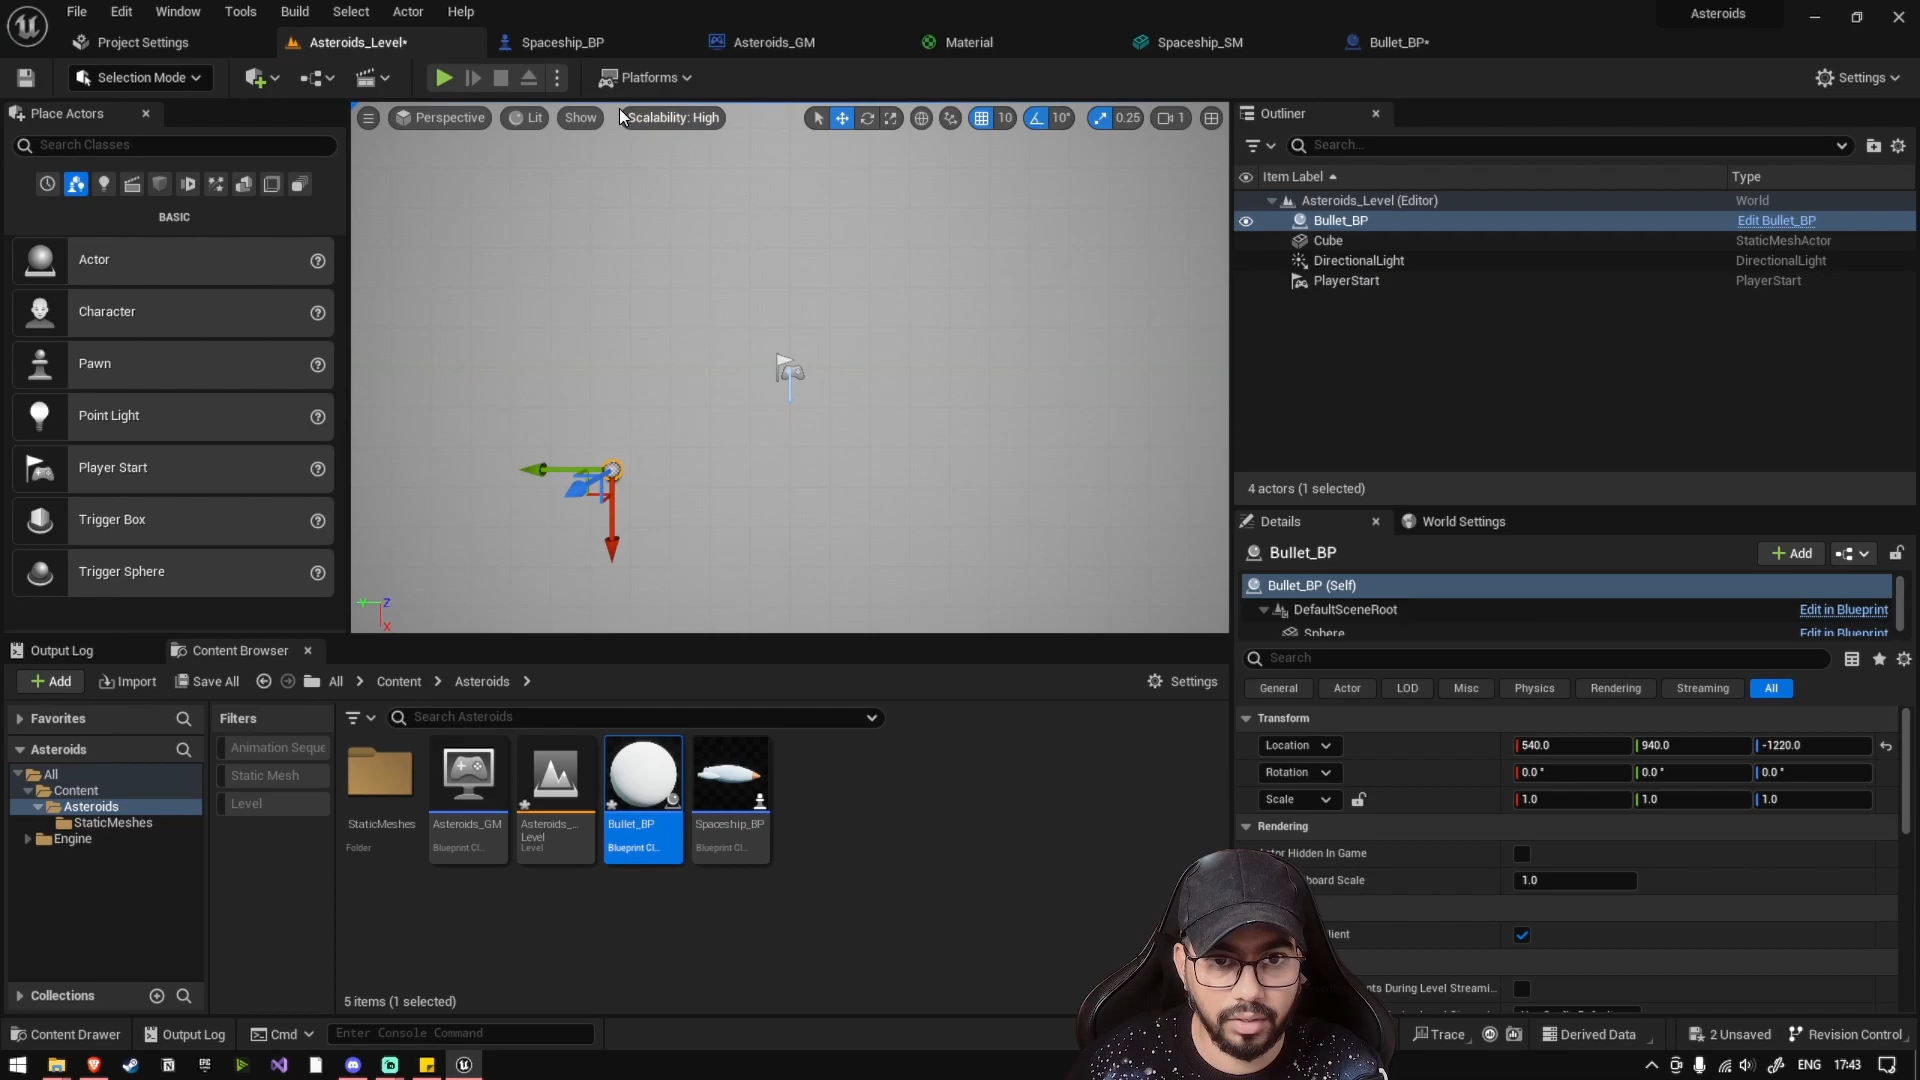 File Edit Window Tools Build Select Actor Help
Asteroids
Project Settings
Asteroids_Level*
Spaceship_BP
Asteroids_GM
Material
Spaceship_SM
Bullet_BP*
Selection Mode
Platforms
Settings
Place Actors
Search Classes
BASIC
Actor
Character
Pawn
Point Light
Player Start
Trigger Box
Trigger Sphere
Perspective
Lit
Show
Scalability: High
10
10°
0.25
1
Y Z
X
Outliner
Search...
Item Label
Type
Asteroids_Level (Editor) World
Bullet_BP Edit Bullet_BP
Cube StaticMeshActor
DirectionalLight DirectionalLight
PlayerStart PlayerStart
4 actors (1 selected)
Details
World Settings
Bullet_BP
Add
Bullet_BP (Self)
DefaultSceneRoot Edit in Blueprint
Sphere Edit in Blueprint
Search
General Actor LOD Misc Physics Rendering Streaming All
Transform
Location 540.0 940.0 -1220.0
Rotation 0.0° 0.0° 0.0°
Scale 1.0 1.0 1.0
Rendering
Actor Hidden In Game
board Scale 1.0
Output Log
Content Browser
Add Import Save All All Content Asteroids
Settings
Favorites
Asteroids
All
Content
Asteroids
StaticMeshes
Engine
Collections
Filters
Animation Seque
Static Mesh
Level
Search Asteroids
StaticMeshes
Folder
Asteroids_GM
Blueprint Cl...
Asteroids_...
Level
Level
Bullet_BP
Blueprint Cl...
Spaceship_BP
Blueprint Cl...
5 items (1 selected)
Content Drawer
Output Log
Cmd
Enter Console Command
Trace
Derived Data
2 Unsaved
Revision Control
EPIC
ENG 17:43